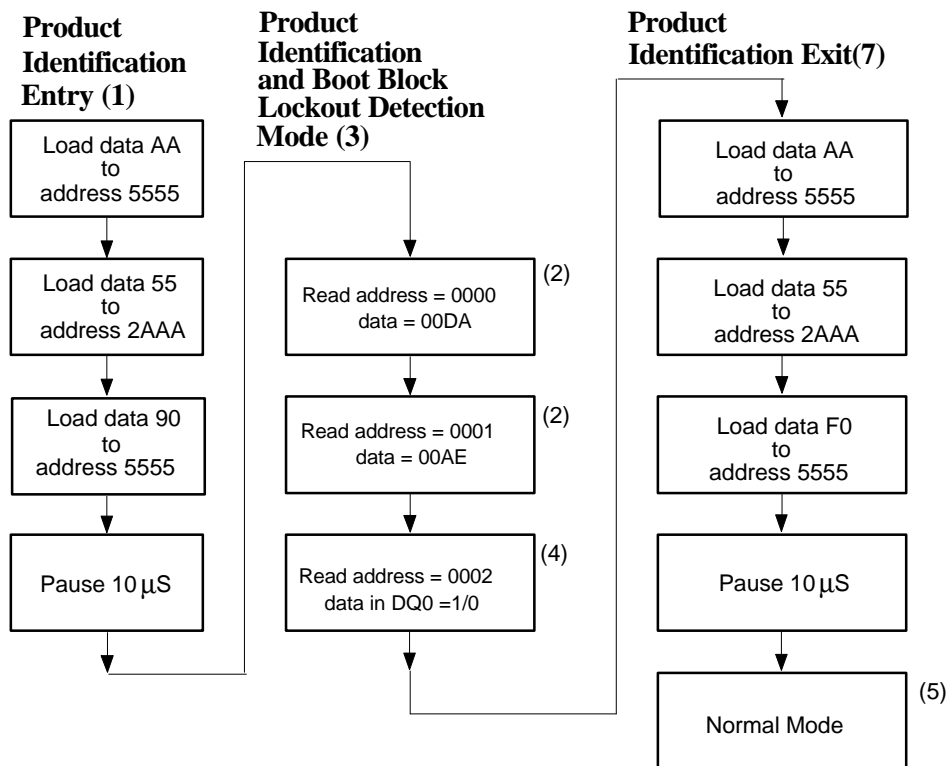 Product
Identification
Entry (1)
Load data AA
to
address 5555
Load data 55
to
address 2AAA
Load data 90
to
address 5555
Pause 10 μS
Product
Identification
and Boot Block
Lockout Detection
Mode (3)
(2)
Read address = 0000
data = 00DA
(2)
Read address = 0001
data = 00AE
(4)
Read address = 0002
data in DQ0 =1/0
Product
Identification Exit(7)
Load data AA
to
address 5555
Load data 55
to
address 2AAA
Load data F0
to
address 5555
Pause 10 μS
(5)
Normal Mode